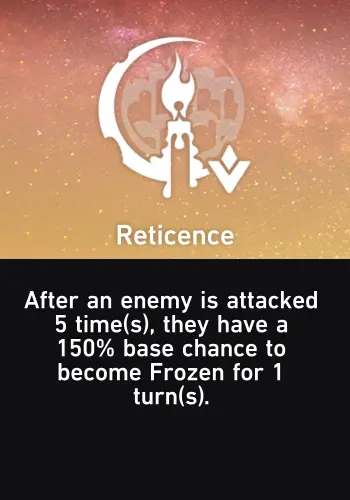 Reticence
After an enemy is attacked
5 time(s), they have a
150% base chance to
become Frozen for 1
turn(s).